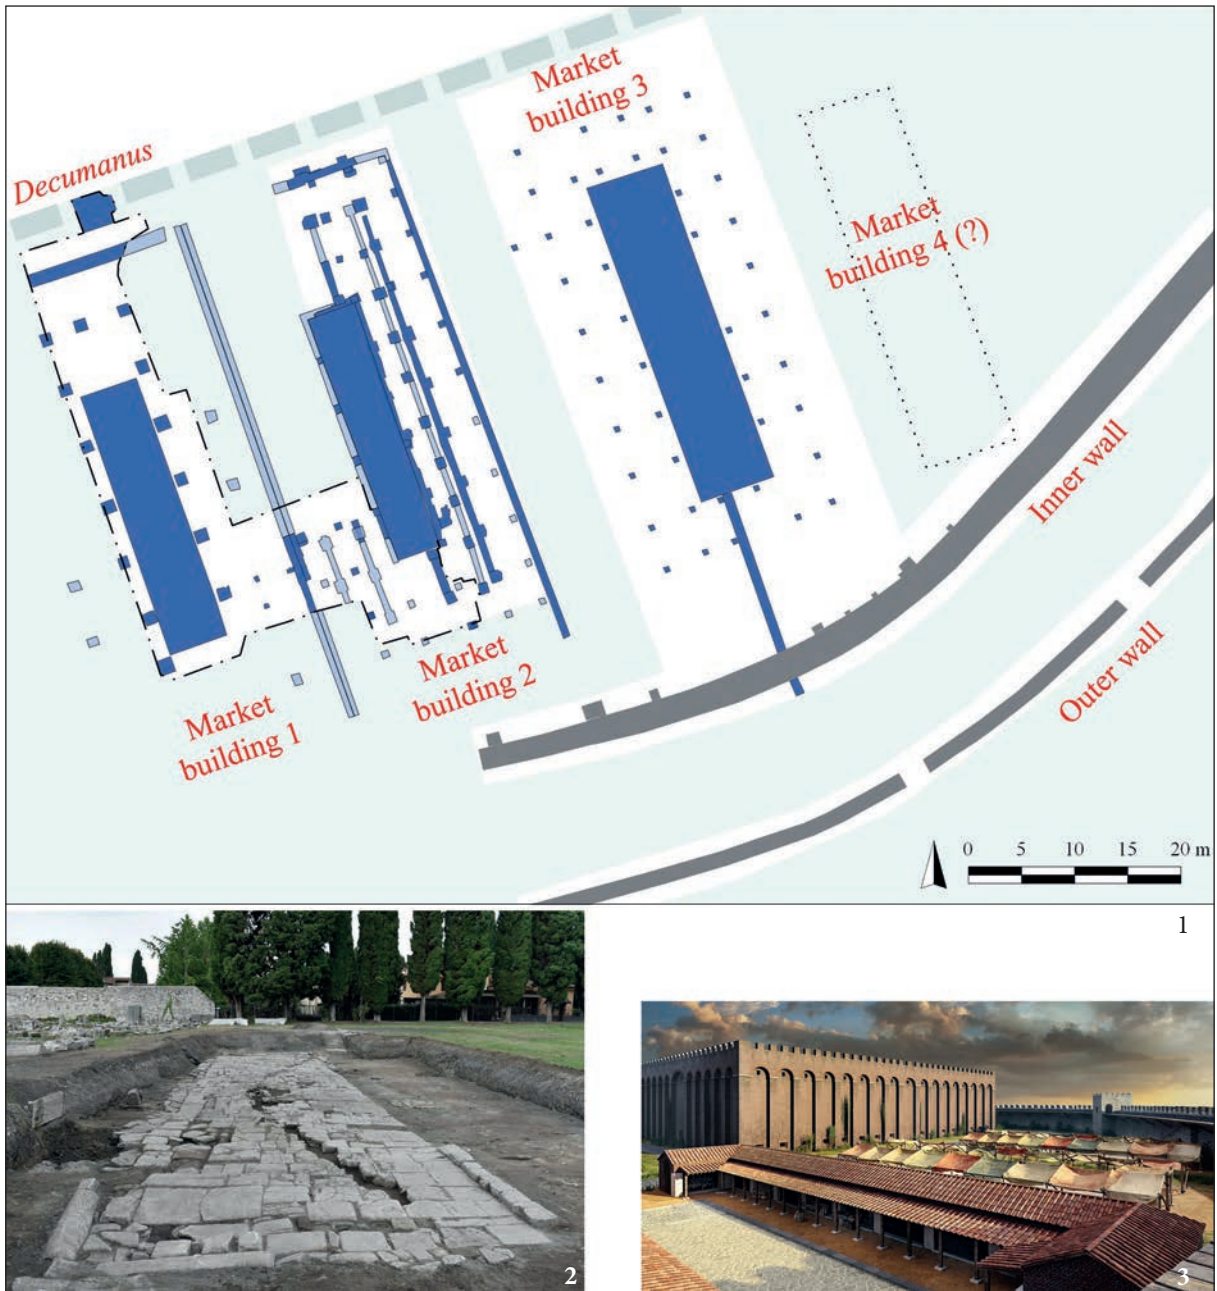 Market
building 3
Decumanus
Market
building 4 (?)
Inner wall
Outer wall
Market
building 2
Market
building 1
0 5 10 15 20 m
1
2
3